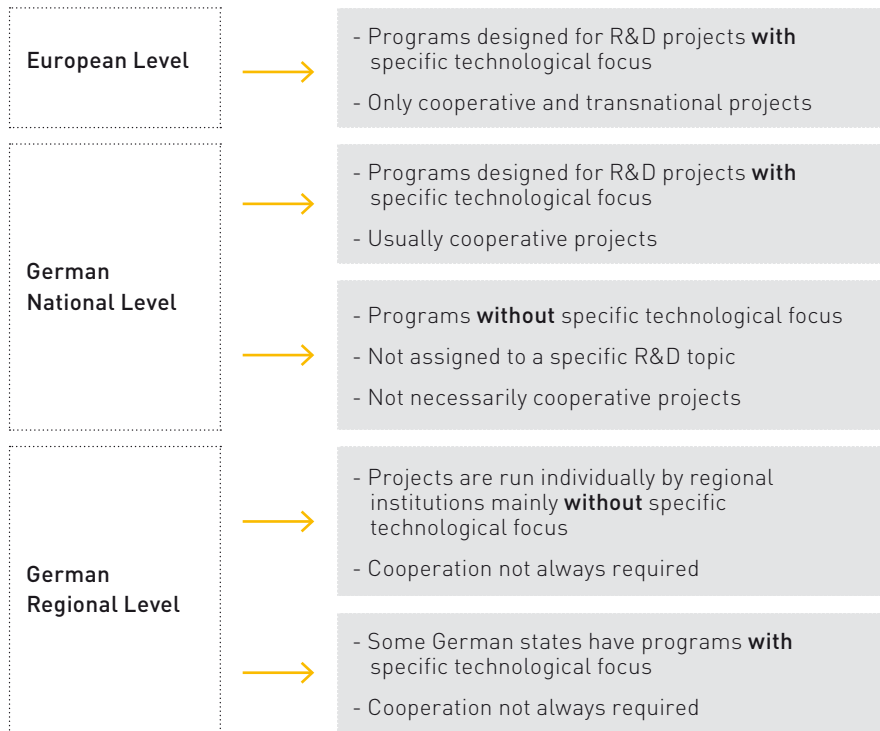 European Level
- Programs designed for R&D projects with
specific technological focus
- Only cooperative and transnational projects
German
National Level
- Programs designed for R&D projects with
specific technological focus
- Usually cooperative projects
- Programs without specific technological focus
- Not assigned to a specific R&D topic
- Not necessarily cooperative projects
German
Regional Level
- Projects are run individually by regional
institutions mainly without specific
technological focus
- Cooperation not always required
- Some German states have programs with
specific technological focus
- Cooperation not always required